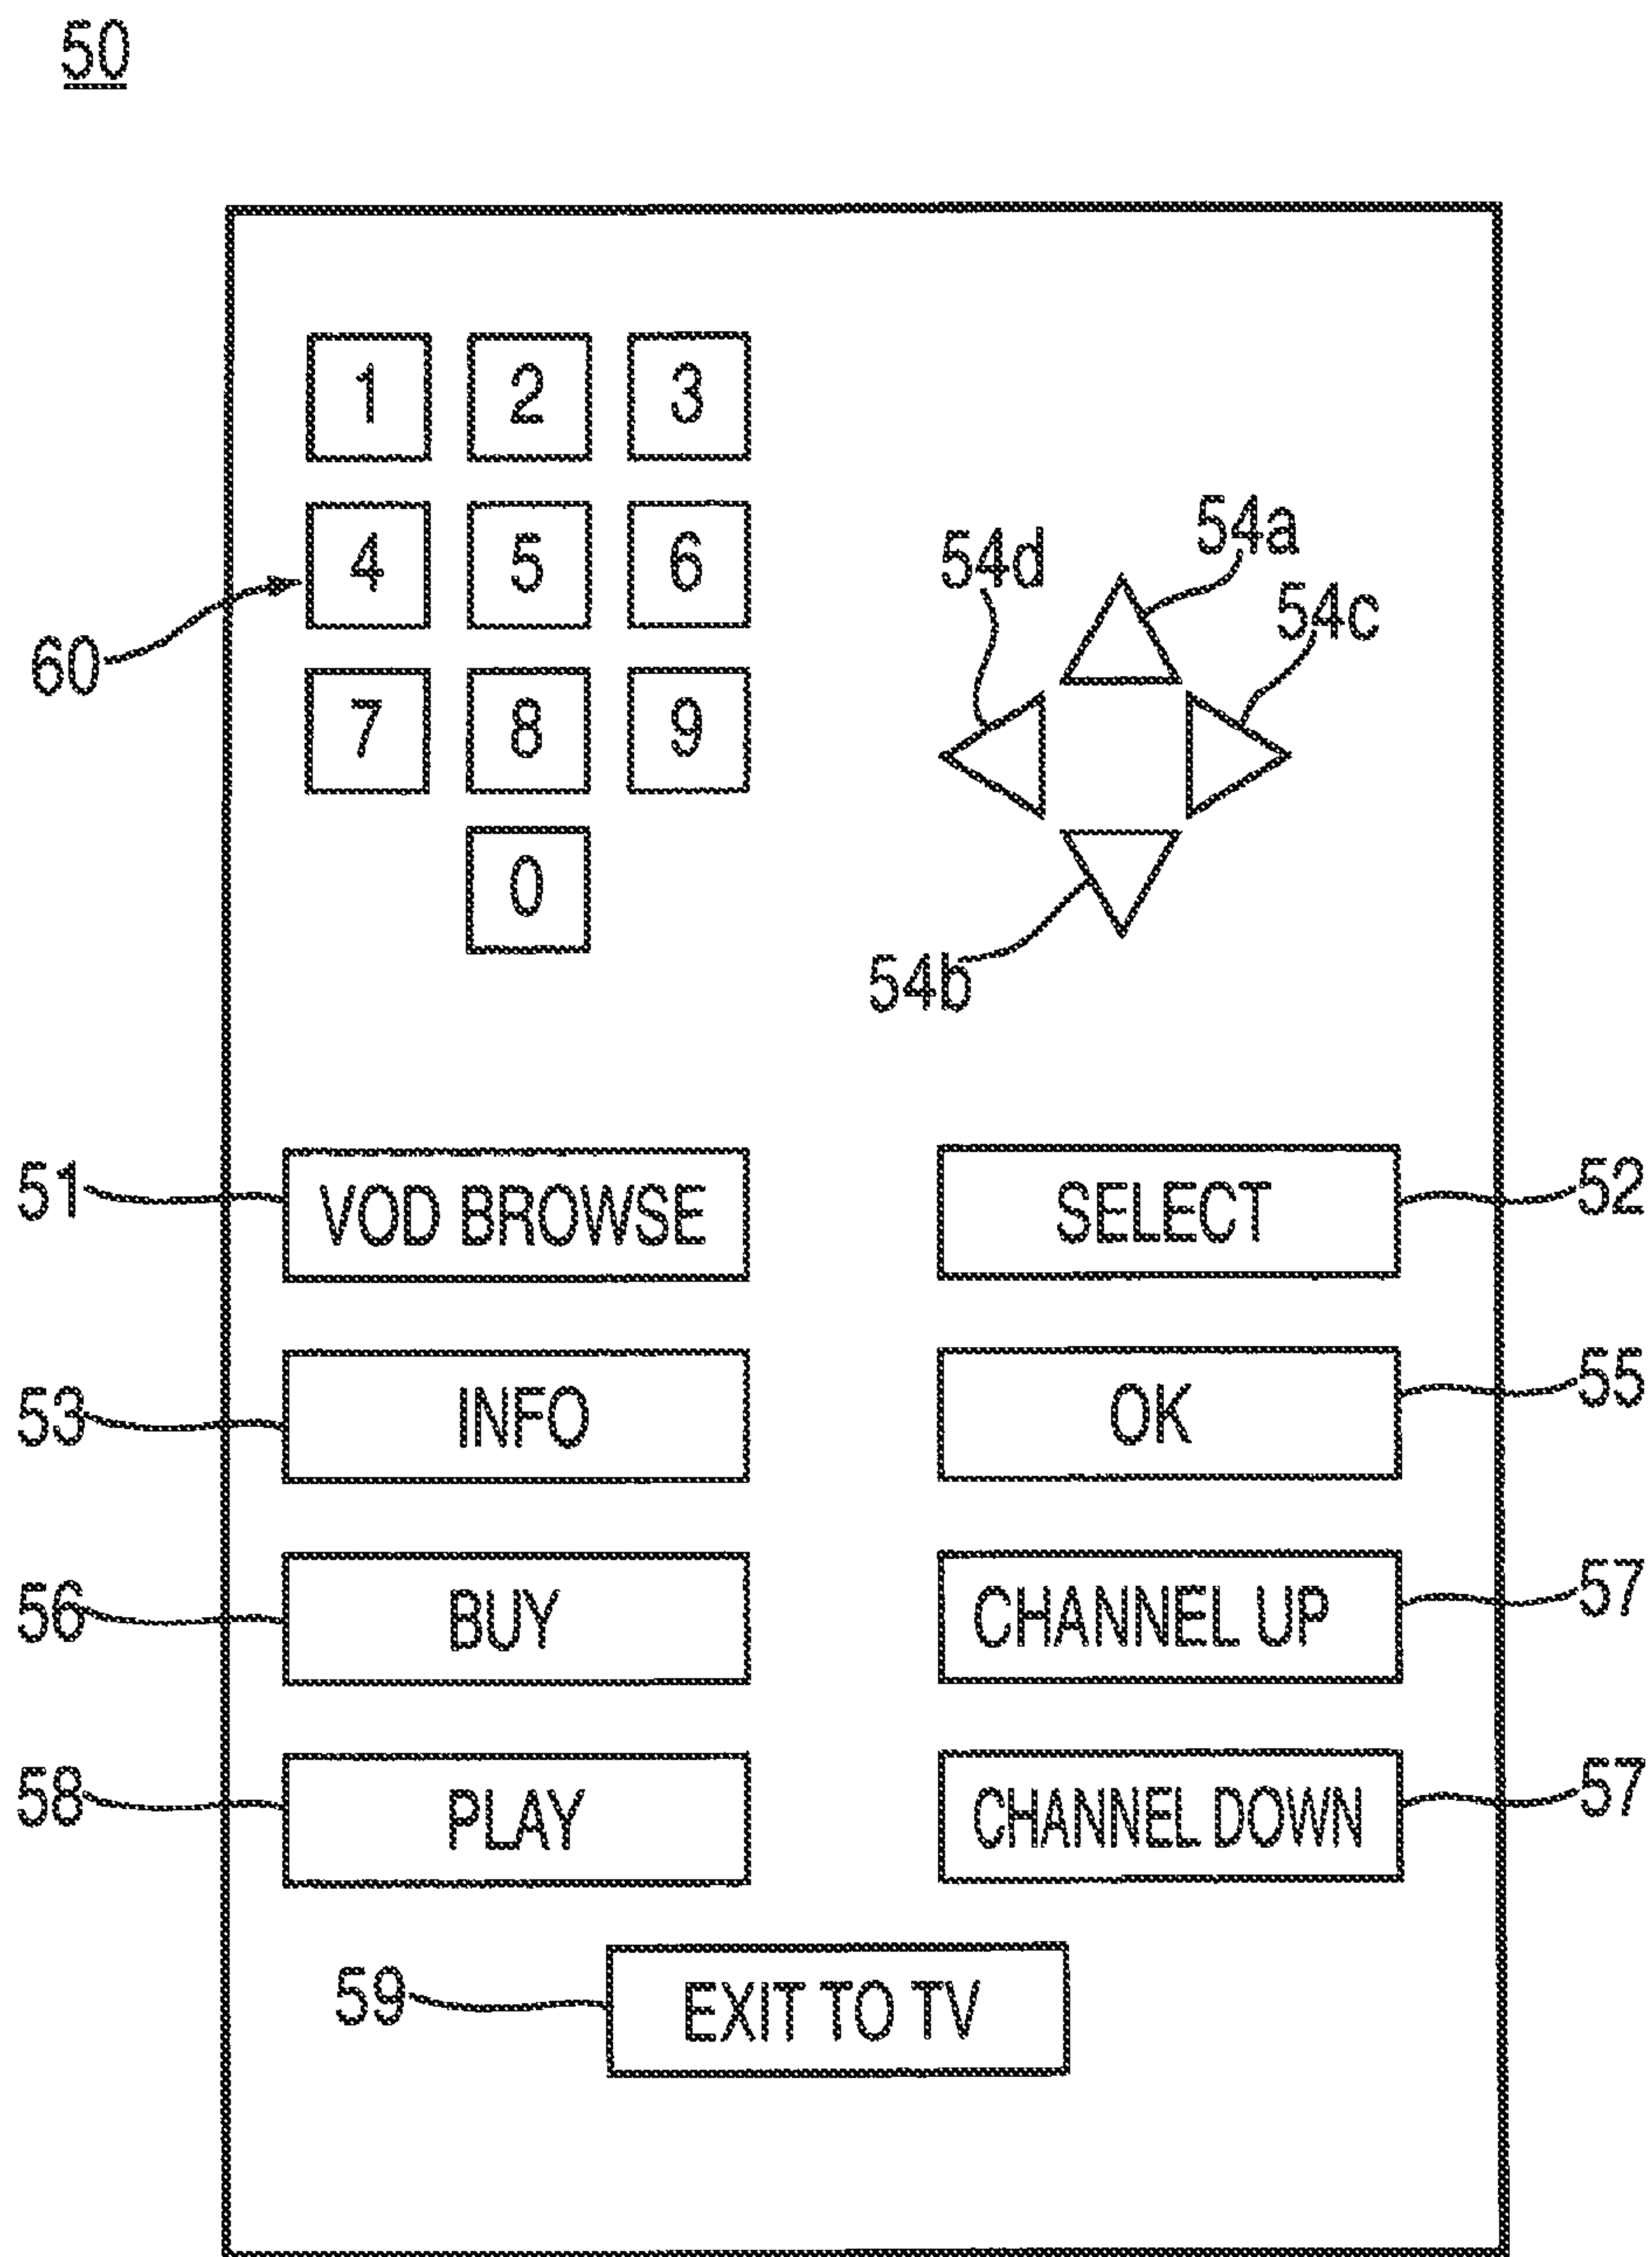 50
1 2 3
54a
54d
4 5 6
54c
60
7 8 9
0
54b
51 VOD BROWSE SELECT 52
53 INFO OK 55
56 BUY CHANNEL UP 57
58 PLAY CHANNEL DOWN 57
59 EXIT TO TV